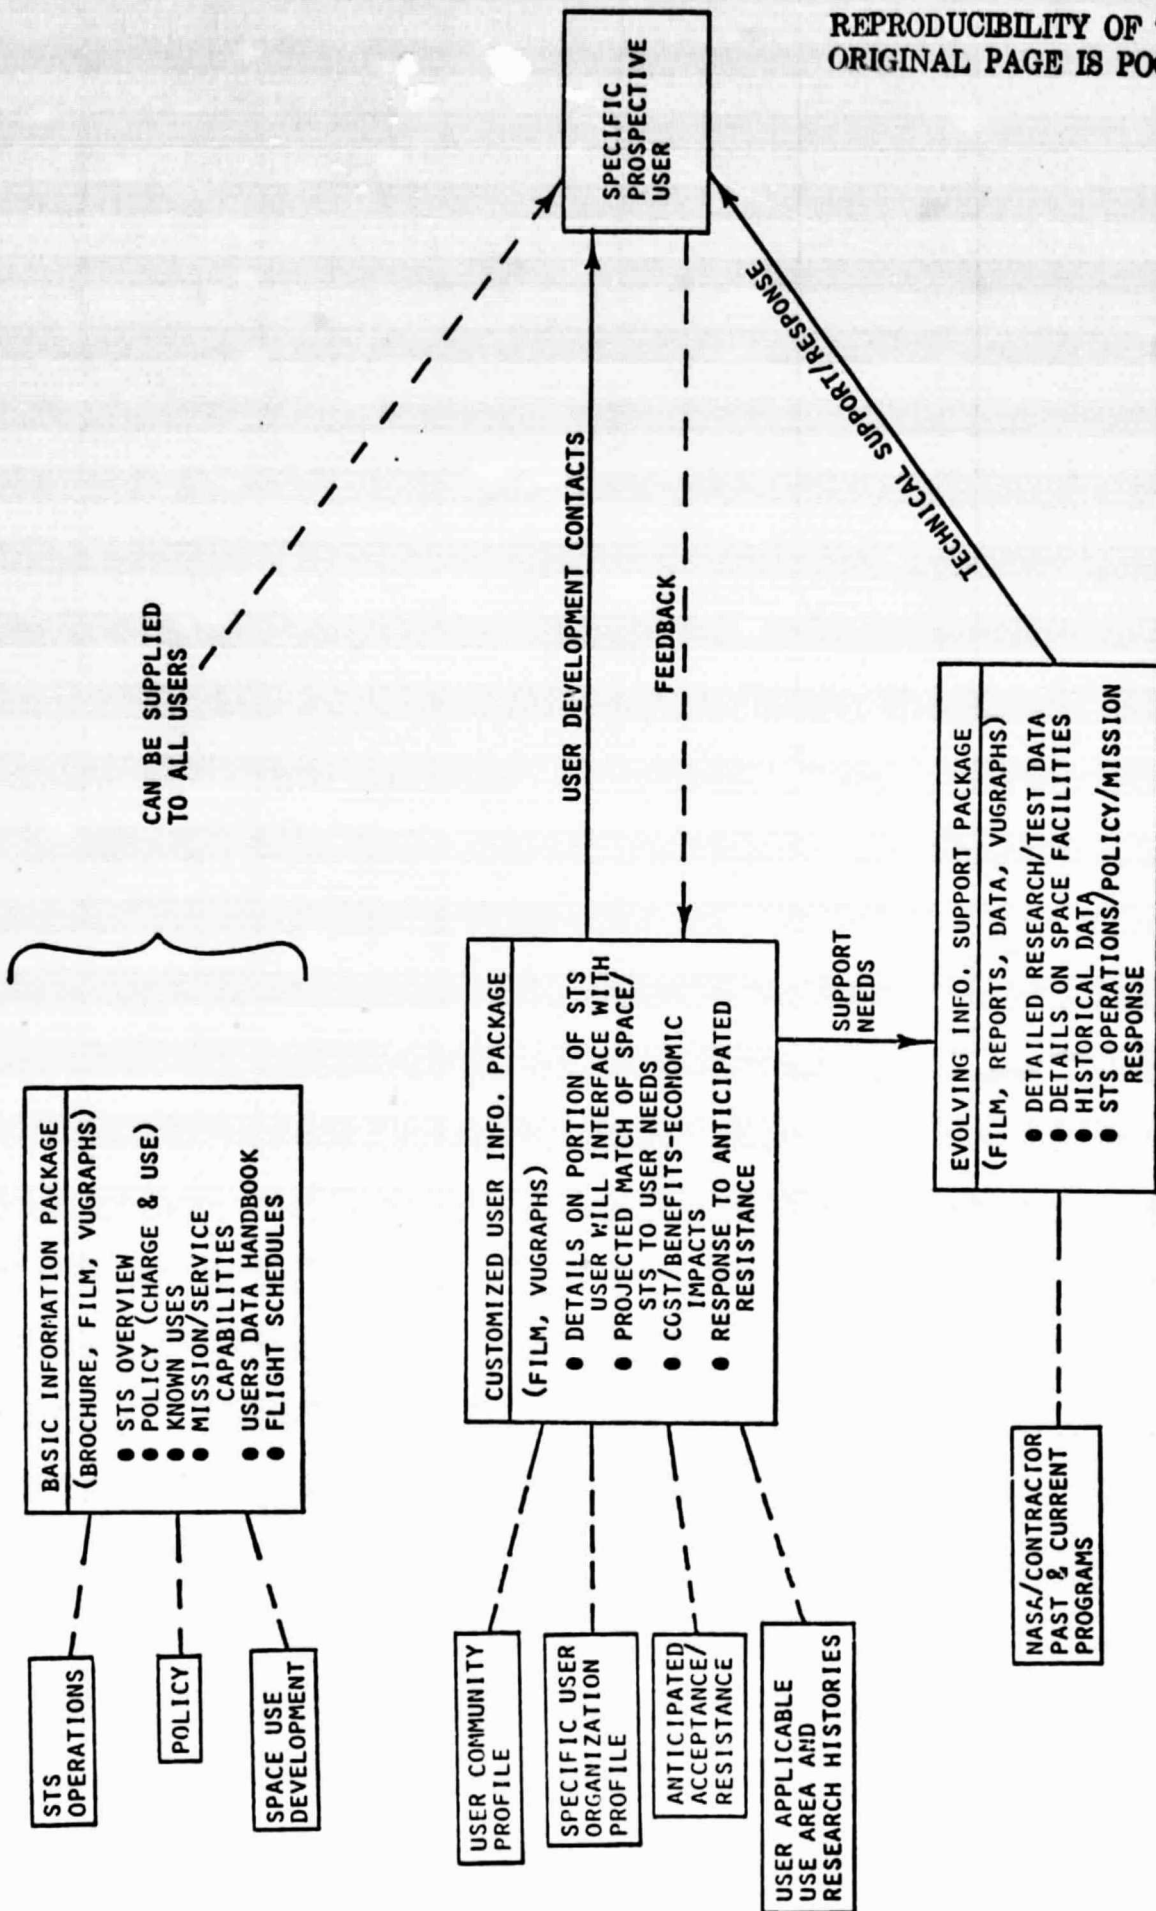 REPRODUCIBILITY OF
ORIGINAL PAGE IS
STS
OPERATIONS
POLICY
SPACE USE
DEVELOPMENT
BASIC INFORMATION PACKAGE
(BROCHURE, FILM, VUGRAPHS)
● STS OVERVIEW
● POLICY (CHARGE & USE)
● KNOWN USES
● MISSION/SERVICE
CAPABILITIES
● USERS DATA HANDBOOK
● FLIGHT SCHEDULES
CAN BE SUPPLIED
TO ALL USERS
SPECIFIC
PROSPECTIVE
USER
USER COMMUNITY
PROFILE
SPECIFIC USER
ORGANIZATION
PROFILE
ANTICIPATED
ACCEPTANCE/
RESISTANCE
USER APPLICABLE
USE AREA AND
RESEARCH HISTORIES
CUSTOMIZED USER INFO. PACKAGE
(FILM, VUGRAPHS)
● DETAILS ON PORTION OF STS
USER WILL INTERFACE WITH
● PROJECTED MATCH OF SPACE/
STS TO USER NEEDS
● COST/BENEFITS/ECONOMIC
IMPACTS
● RESPONSE TO ANTICIPATED
RESISTANCE
USER DEVELOPMENT CONTACTS
FEEDBACK
SUPPORT
NEEDS
TECHNICAL SUPPORT/RESPONSE
NASA/CONTRACTOR
PAST & CURRENT
PROGRAMS
EVOLVING INFO. SUPPORT PACKAGE
(FILM, REPORTS, DATA, VUGRAPHS)
● DETAILED RESEARCH/TEST DATA
● DETAILS ON SPACE FACILITIES
● HISTORICAL DATA
● STS OPERATIONS/POLICY/MISSION
RESPONSE